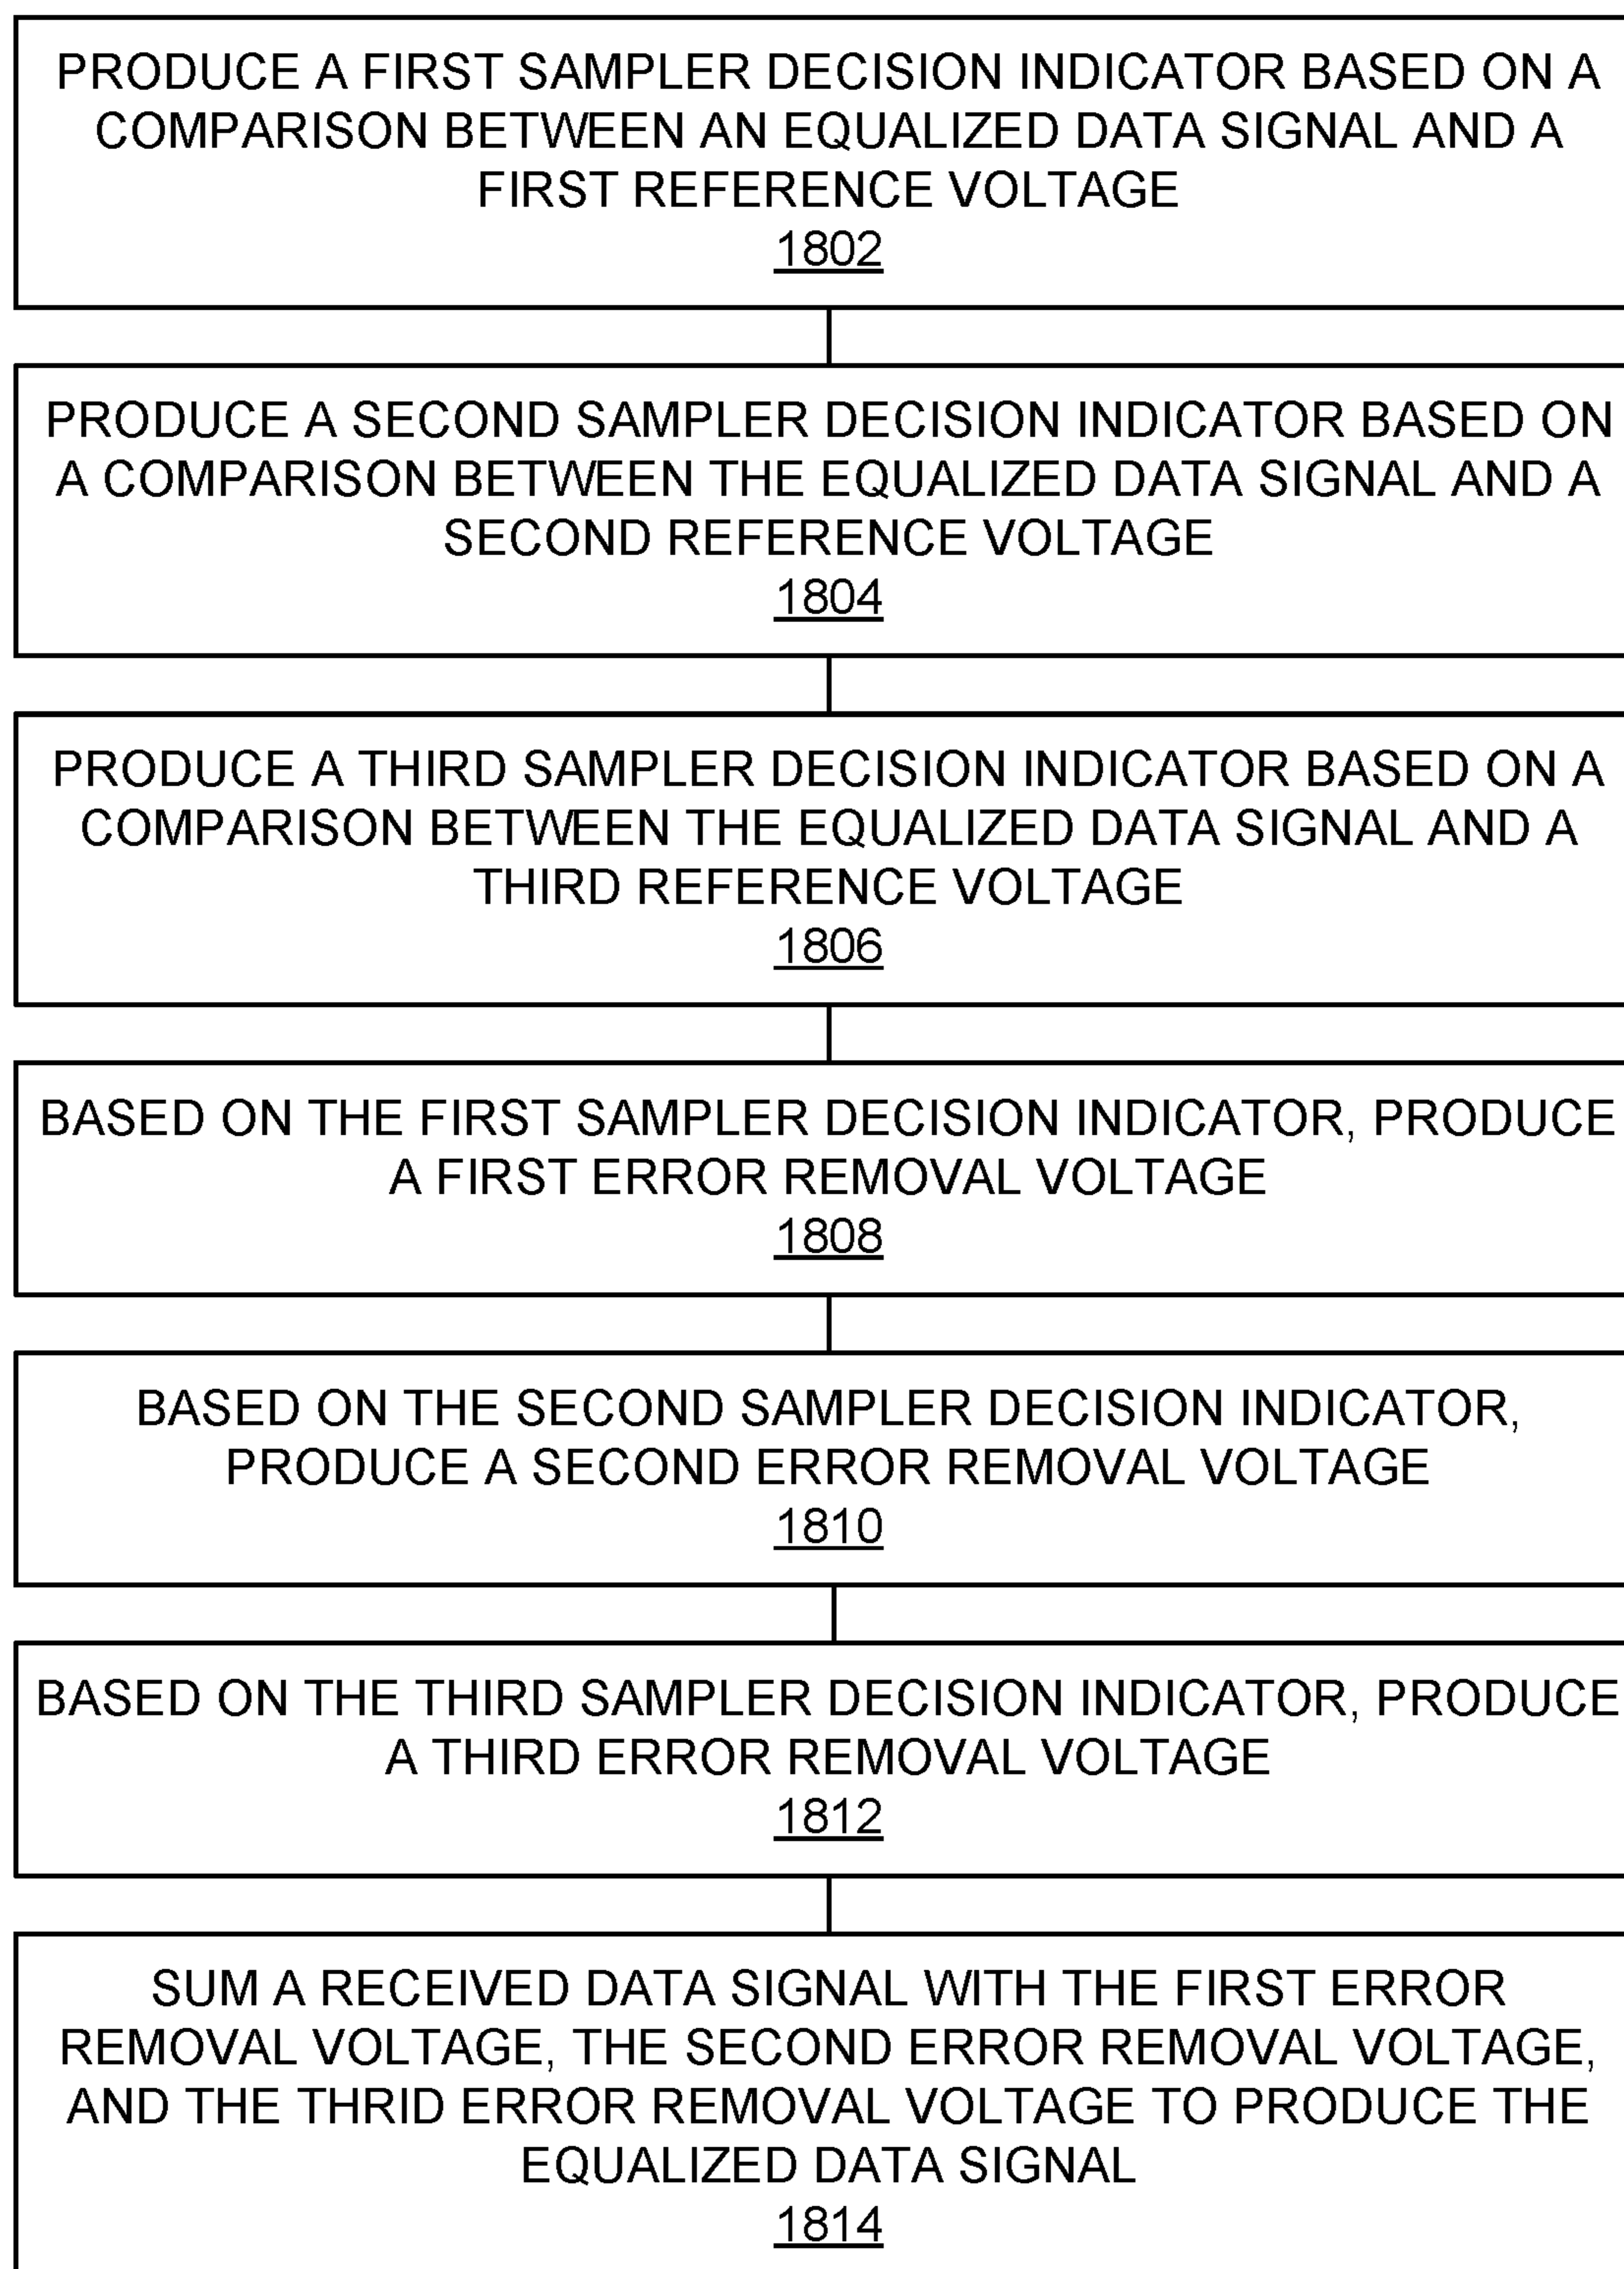 PRODUCE A FIRST SAMPLER DECISION INDICATOR BASED ON A
COMPARISON BETWEEN AN EQUALIZED DATA SIGNAL AND A
FIRST REFERENCE VOLTAGE
1802
PRODUCE A SECOND SAMPLER DECISION INDICATOR BASED ON
A COMPARISON BETWEEN THE EQUALIZED DATA SIGNAL AND A
SECOND REFERENCE VOLTAGE
1804
PRODUCE A THIRD SAMPLER DECISION INDICATOR BASED ON A
COMPARISON BETWEEN THE EQUALIZED DATA SIGNAL AND A
THIRD REFERENCE VOLTAGE
1806
BASED ON THE FIRST SAMPLER DECISION INDICATOR, PRODUCE
A FIRST ERROR REMOVAL VOLTAGE
1808
BASED ON THE SECOND SAMPLER DECISION INDICATOR,
PRODUCE A SECOND ERROR REMOVAL VOLTAGE
1810
BASED ON THE THIRD SAMPLER DECISION INDICATOR, PRODUCE
A THIRD ERROR REMOVAL VOLTAGE
1812
SUM A RECEIVED DATA SIGNAL WITH THE FIRST ERROR
REMOVAL VOLTAGE, THE SECOND ERROR REMOVAL VOLTAGE,
AND THE THRID ERROR REMOVAL VOLTAGE TO PRODUCE THE
EQUALIZED DATA SIGNAL
1814